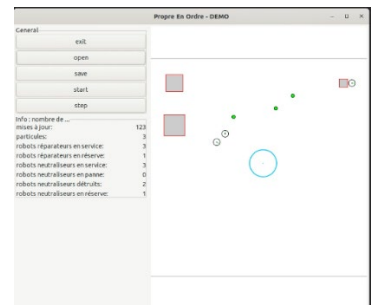 Propre En Ordre - DEMO
General
exit
open
save
start
step
Info : nombre de ...
mises à jour: 123
particules: 3
robots réparateurs en service: 3
robots réparateurs en réserve: 1
robots neutraliseurs en service: 3
robots neutraliseurs en panne: 0
robots neutraliseurs détruits: 2
robots neutraliseurs en réserve: 1